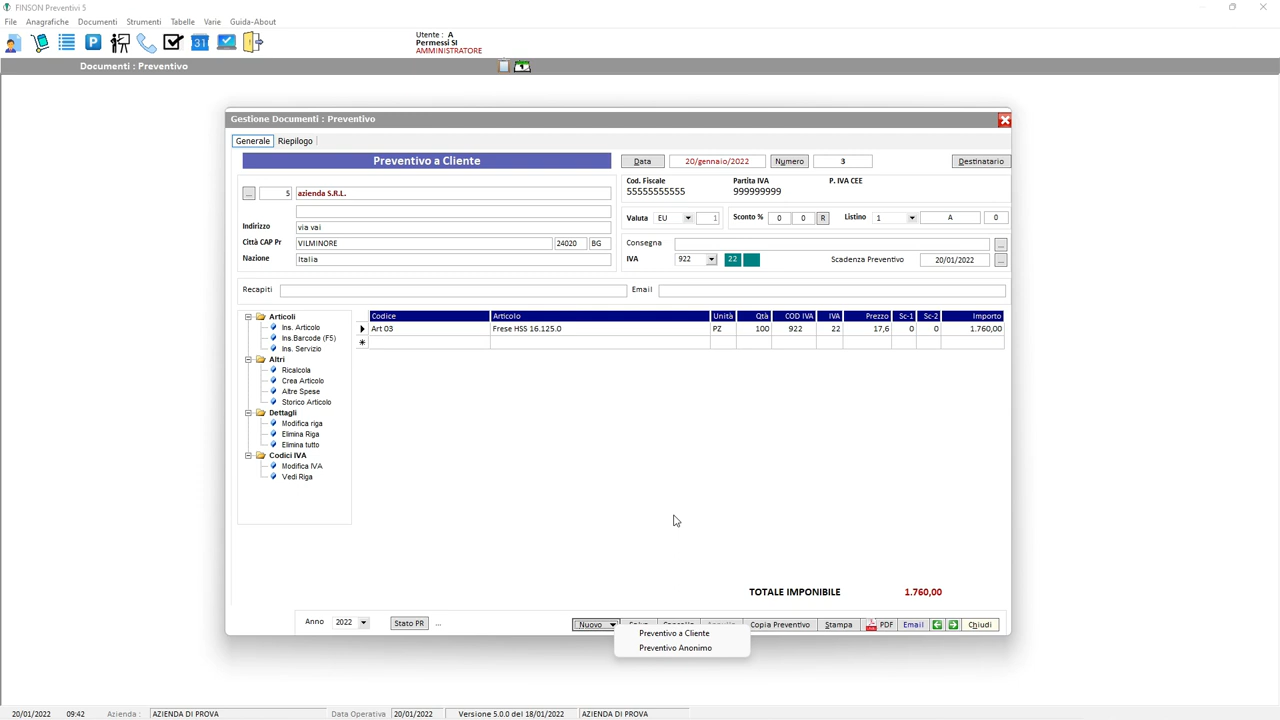 FINSON Preventivi 5
File Anagrafiche Documenti Strumenti Tabelle Varie Guida-About
P 31
Utente : A
Permessi SI
AMMINISTRATORE
Documenti : Preventivo
Gestione Documenti : Preventivo
Generale Riepilogo
Preventivo a Cliente Data 20/gennaio/2022 Numero 3 Destinatario
Cod. Fiscale Partita IVA P. IVA CEE
55555555555 999999999
... 5 azienda S.R.L.
Valuta EU 1 Sconto % 0 0 R Listino 1 A 0
Indirizzo via vai
Città CAP Pr VILMINORE 24020 BG
Consegna ...
Nazione Italia
IVA 922 22 Scadenza Preventivo 20/01/2022 ...
Recapiti Email
Articoli
Ins. Articolo
Ins.Barcode (F5)
Ins. Servizio
Altri
Ricalcola
Crea Articolo
Altre Spese
Storico Articolo
Dettagli
Modifica riga
Elimina Riga
Elimina tutto
Codici IVA
Modifica IVA
Vedi Riga
Codice Articolo Unità Qtà COD IVA IVA Prezzo Sc-1 Sc-2 Importo
Art 03 Frese HSS 16.125.0 PZ 100 922 22 17,6 0 0 1.760,00
TOTALE IMPONIBILE 1.760,00
Anno 2022 Stato PR ... Nuovo Copia Preventivo Stampa PDF Email Chiudi
Preventivo a Cliente
Preventivo Anonimo
20/01/2022 09:42 Azienda : AZIENDA DI PROVA Data Operativa 20/01/2022 Versione 5.0.0 del 18/01/2022 AZIENDA DI PROVA